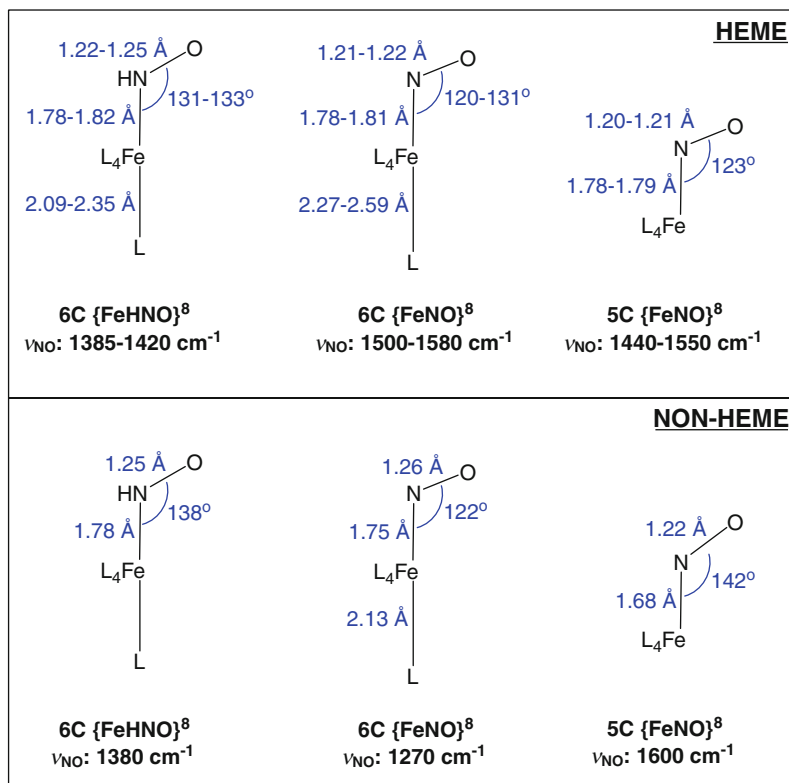 HEME
1.22-1.25 Å O
HN 131-133°
1.78-1.82 Å
L₄Fe
2.09-2.35 Å
L
6C {FeHNO}⁸
νNO: 1385-1420 cm⁻¹
1.21-1.22 Å O
N 120-131°
1.78-1.81 Å
L₄Fe
2.27-2.59 Å
L
6C {FeNO}⁸
νNO: 1500-1580 cm⁻¹
1.20-1.21 Å O
N 123°
1.78-1.79 Å
L₄Fe
5C {FeNO}⁸
νNO: 1440-1550 cm⁻¹
NON-HEME
1.25 Å O
HN 138°
1.78 Å
L₄Fe
L
6C {FeHNO}⁸
νNO: 1380 cm⁻¹
1.26 Å O
N 122°
1.75 Å
L₄Fe
2.13 Å
L
6C {FeNO}⁸
νNO: 1270 cm⁻¹
1.22 Å O
N 142°
1.68 Å
L₄Fe
5C {FeNO}⁸
νNO: 1600 cm⁻¹